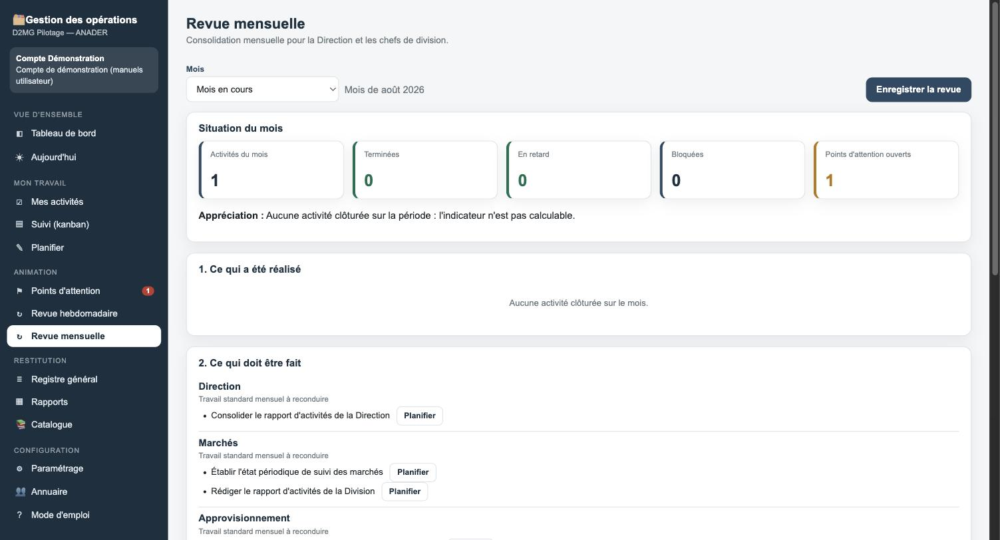 Gestion des opérations
D2MG Pilotage — ANADER
Compte Démonstration
Compte de démonstration (manuels
utilisateur)
VUE D'ENSEMBLE
Tableau de bord
Aujourd'hui
MON TRAVAIL
Mes activités
Suivi (kanban)
Planifier
ANIMATION
Points d'attention 1
Revue hebdomadaire
Revue mensuelle
RESTITUTION
Registre général
Rapports
Catalogue
CONFIGURATION
Paramétrage
Annuaire
? Mode d'emploi
Revue mensuelle
Consolidation mensuelle pour la Direction et les chefs de division.
Mois
Mois en cours Mois de août 2026 Enregistrer la revue
Situation du mois
Activités du mois Terminées En retard Bloquées Points d'attention ouverts
1 0 0 0 1
Appréciation : Aucune activité clôturée sur la période : l'indicateur n'est pas calculable.
1. Ce qui a été réalisé
Aucune activité clôturée sur le mois.
2. Ce qui doit être fait
Direction
Travail standard mensuel à reconduire
• Consolider le rapport d'activités de la Direction Planifier
Marchés
Travail standard mensuel à reconduire
• Établir l'état périodique de suivi des marchés Planifier
• Rédiger le rapport d'activités de la Division Planifier
Approvisionnement
Travail standard mensuel à reconduire